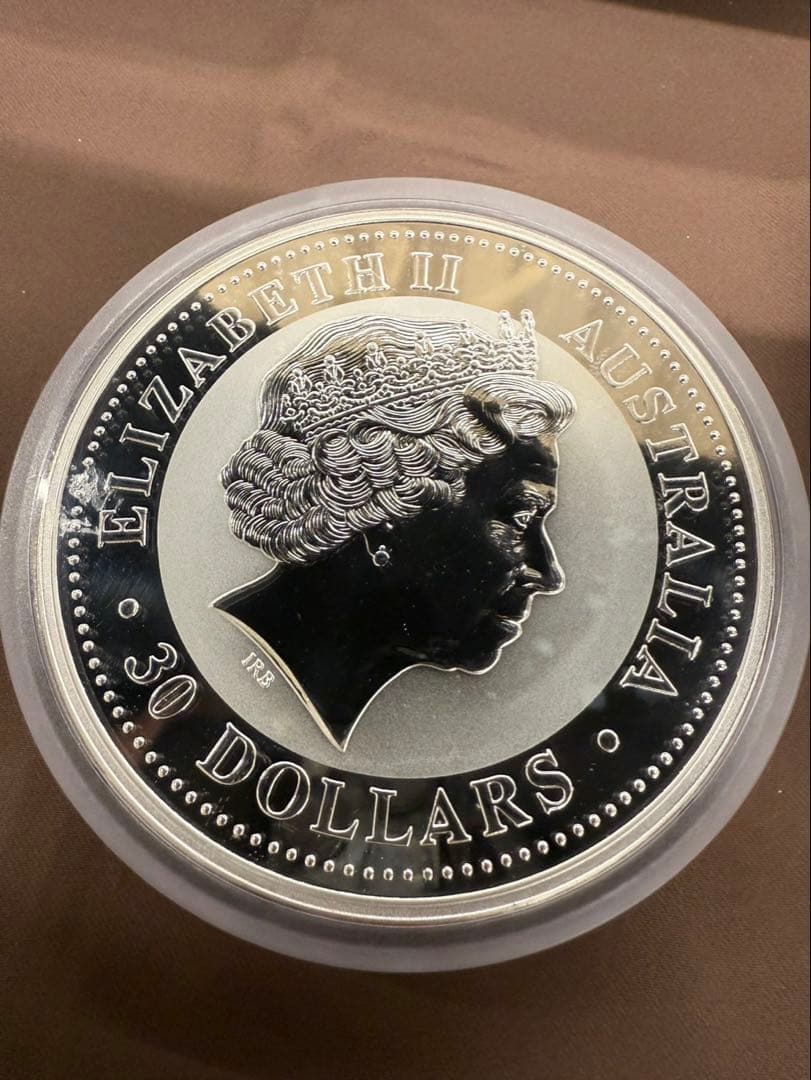 ELIZABETH II
AUSTRALIA
30 DOLLARS
IRB